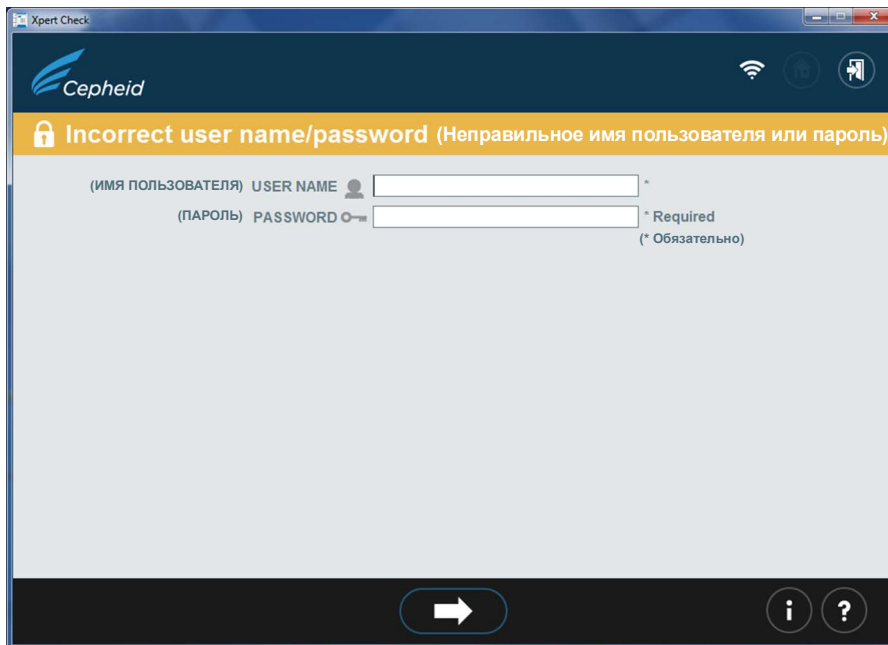 Xpert Check
Cepheid
Incorrect user name/password (Неправильное имя пользователя или пароль)
(ИМЯ ПОЛЬЗОВАТЕЛЯ) USER NAME *
(ПАРОЛЬ) PASSWORD * Required
(* Обязательно)
i ?